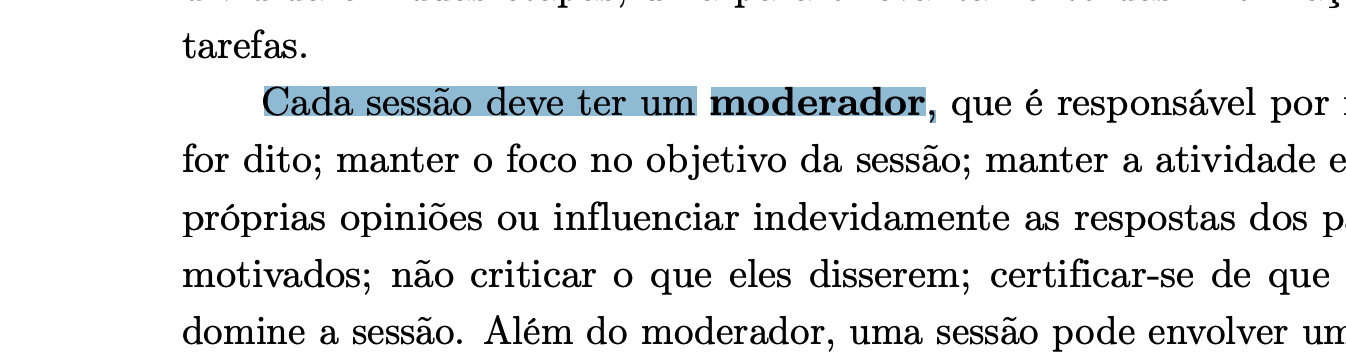 tarefas.
Cada sessão deve ter um moderador, que é responsável por
for dito; manter o foco no objetivo da sessão; manter a atividade
próprias opiniões ou influenciar indevidamente as respostas dos
motivados; não criticar o que eles disserem; certificar-se de que
domine a sessão. Além do moderador, uma sessão pode envolver